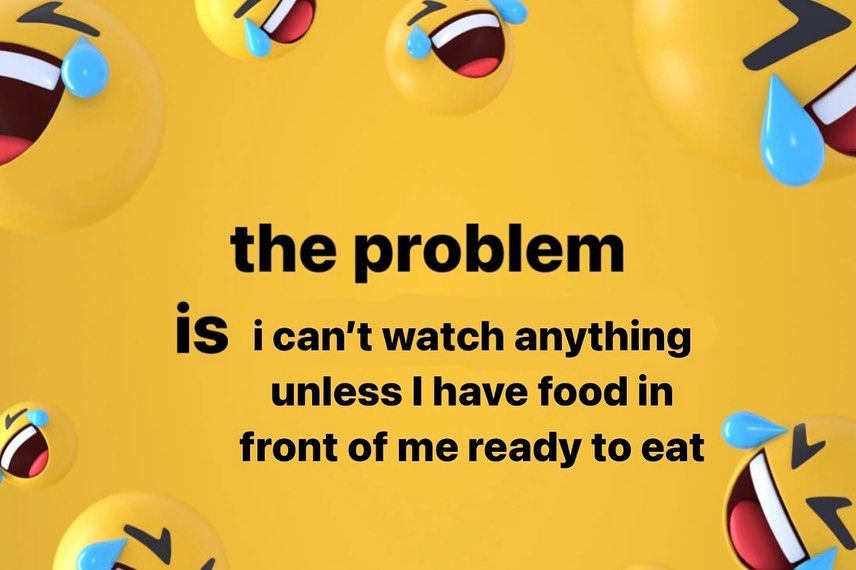 the problem
is i can’t watch anything
unless I have food in
front of me ready to eat